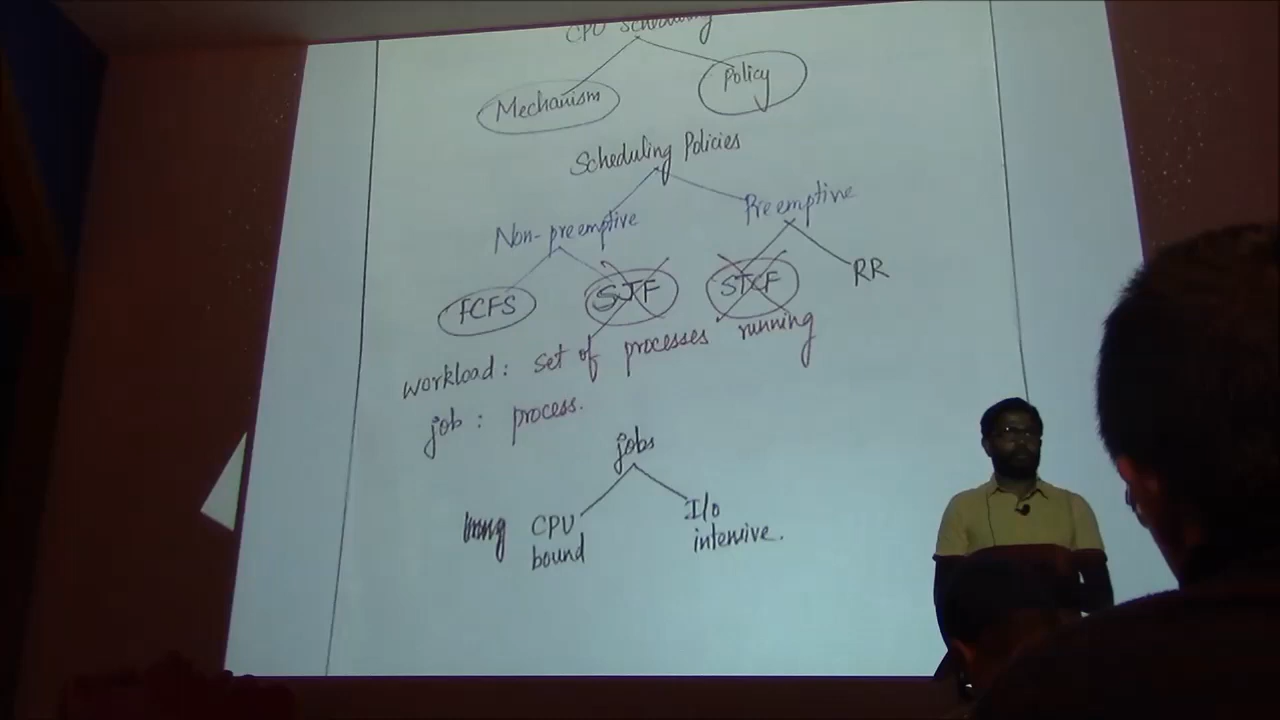 CPU Scheduling
Mechanism Policy
Scheduling Policies
Non-preemptive Preemptive
FCFS SJF STCF RR
workload: set of processes running
job: process.
jobs
CPU bound
I/o intensive.